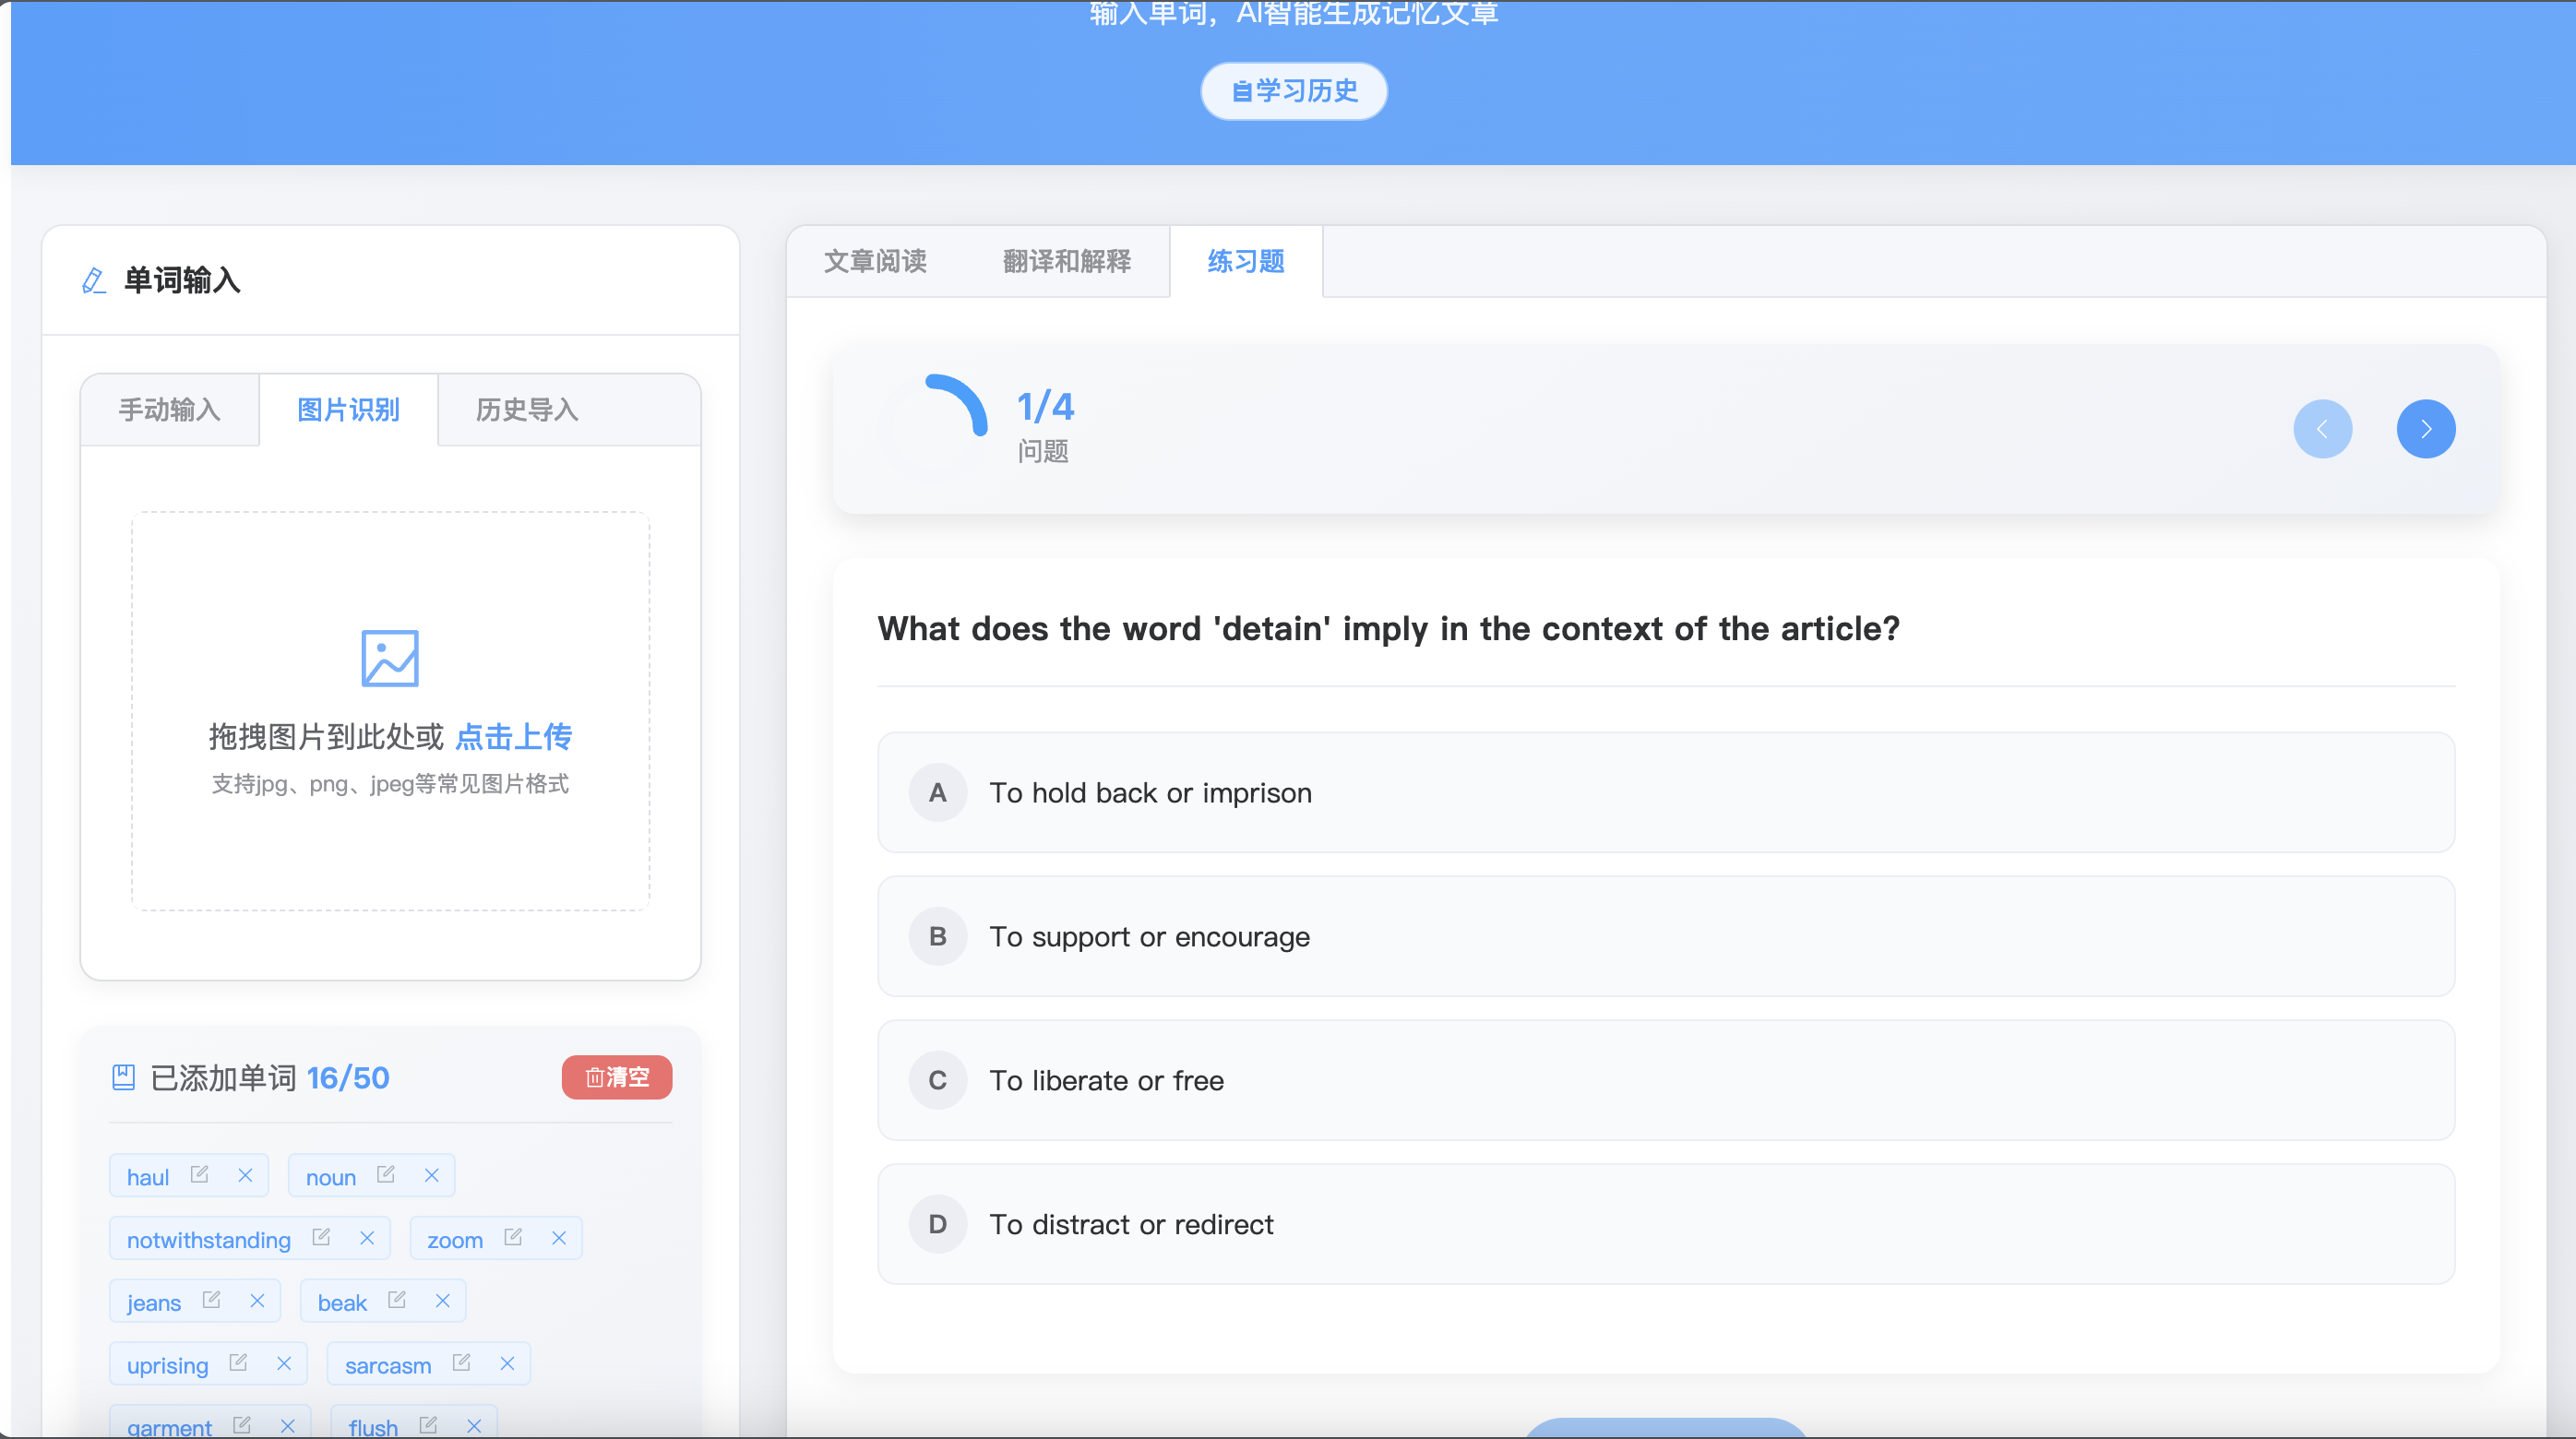 输入单词，AI智能生成记忆文章
学习历史
单词输入
手动输入 图片识别 历史导入
拖拽图片到此处或 点击上传
支持jpg、png、jpeg等常见图片格式
已添加单词 16/50
清空
haul noun
notwithstanding zoom
jeans beak
uprising sarcasm
garment flush
文章阅读 翻译和解释 练习题
1/4
问题
What does the word 'detain' imply in the context of the article?
A To hold back or imprison
B To support or encourage
C To liberate or free
D To distract or redirect